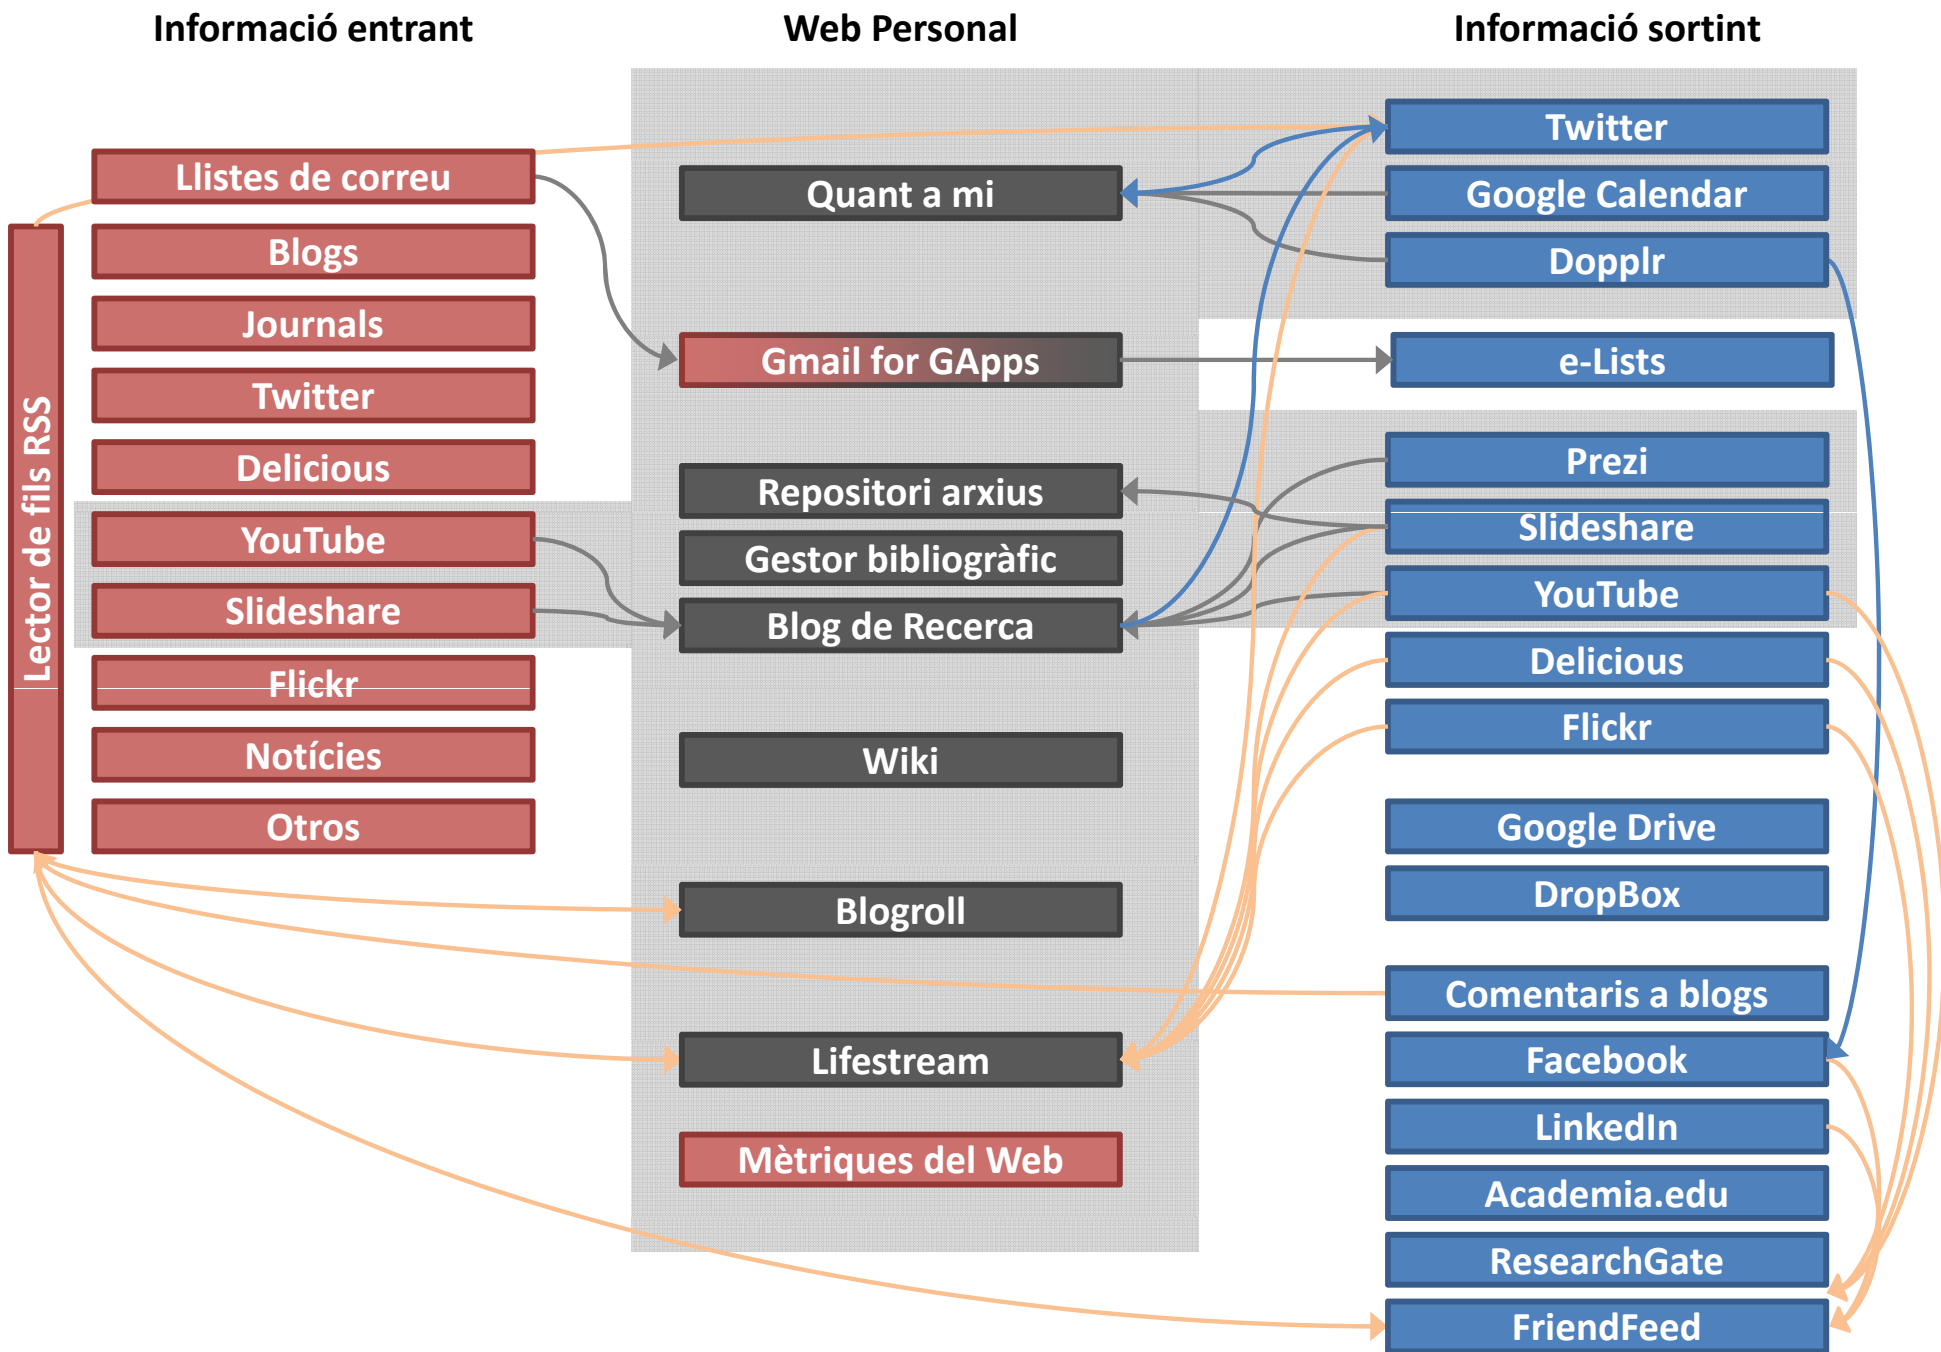 Informació entrant
Web Personal
Informació sortint
Lector de fils RSS
Llistes de correu
Blogs
Journals
Twitter
Delicious
YouTube
Slideshare
Flickr
Notícies
Otros
Quant a mi
Gmail for GApps
Repositori arxius
Gestor bibliogràfic
Blog de Recerca
Wiki
Blogroll
Lifestream
Mètriques del Web
Twitter
Google Calendar
Dopplr
e-Lists
Prezi
Slideshare
YouTube
Delicious
Flickr
Google Drive
DropBox
Comentaris a blogs
Facebook
LinkedIn
Academia.edu
ResearchGate
FriendFeed